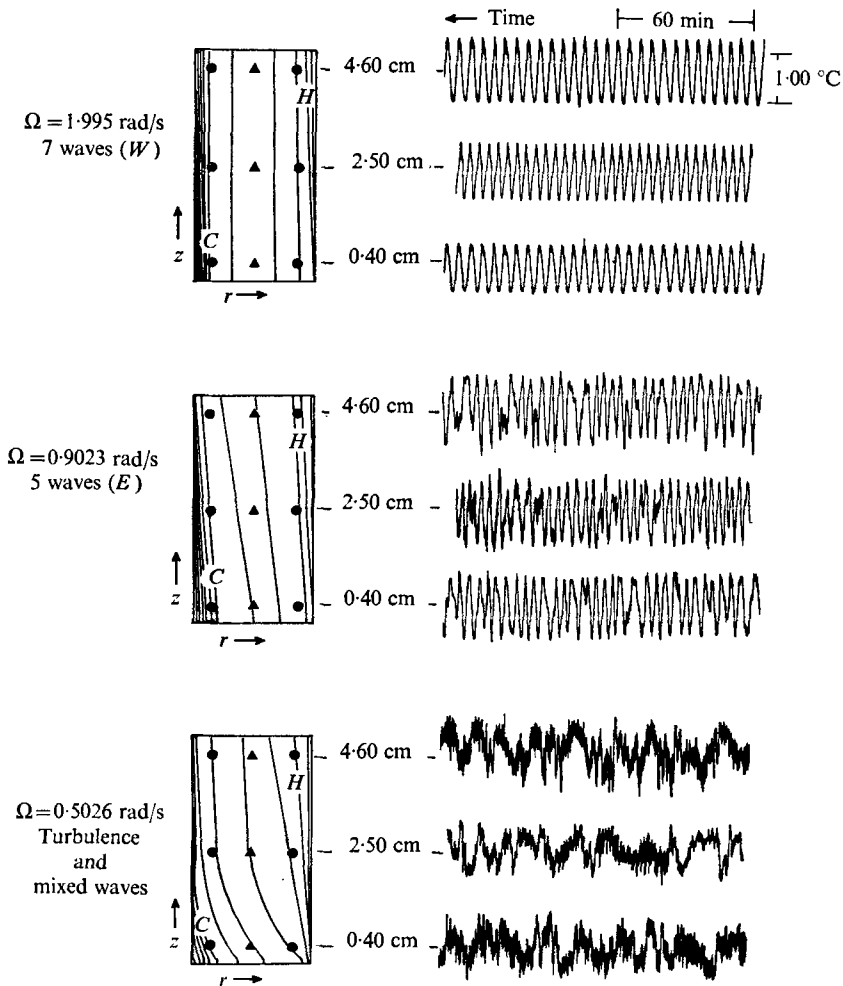 ← Time
60 min
4·60 cm
1·00 °C
H
Ω=1·995 rad/s
7 waves (W)
2·50 cm
C
z
0·40 cm
r →
4·60 cm
H
Ω=0·9023 rad/s
5 waves (E)
2·50 cm
C
z
0·40 cm
r →
4·60 cm
H
Ω=0·5026 rad/s
Turbulence
and
mixed waves
2·50 cm
C
z
0·40 cm
r →